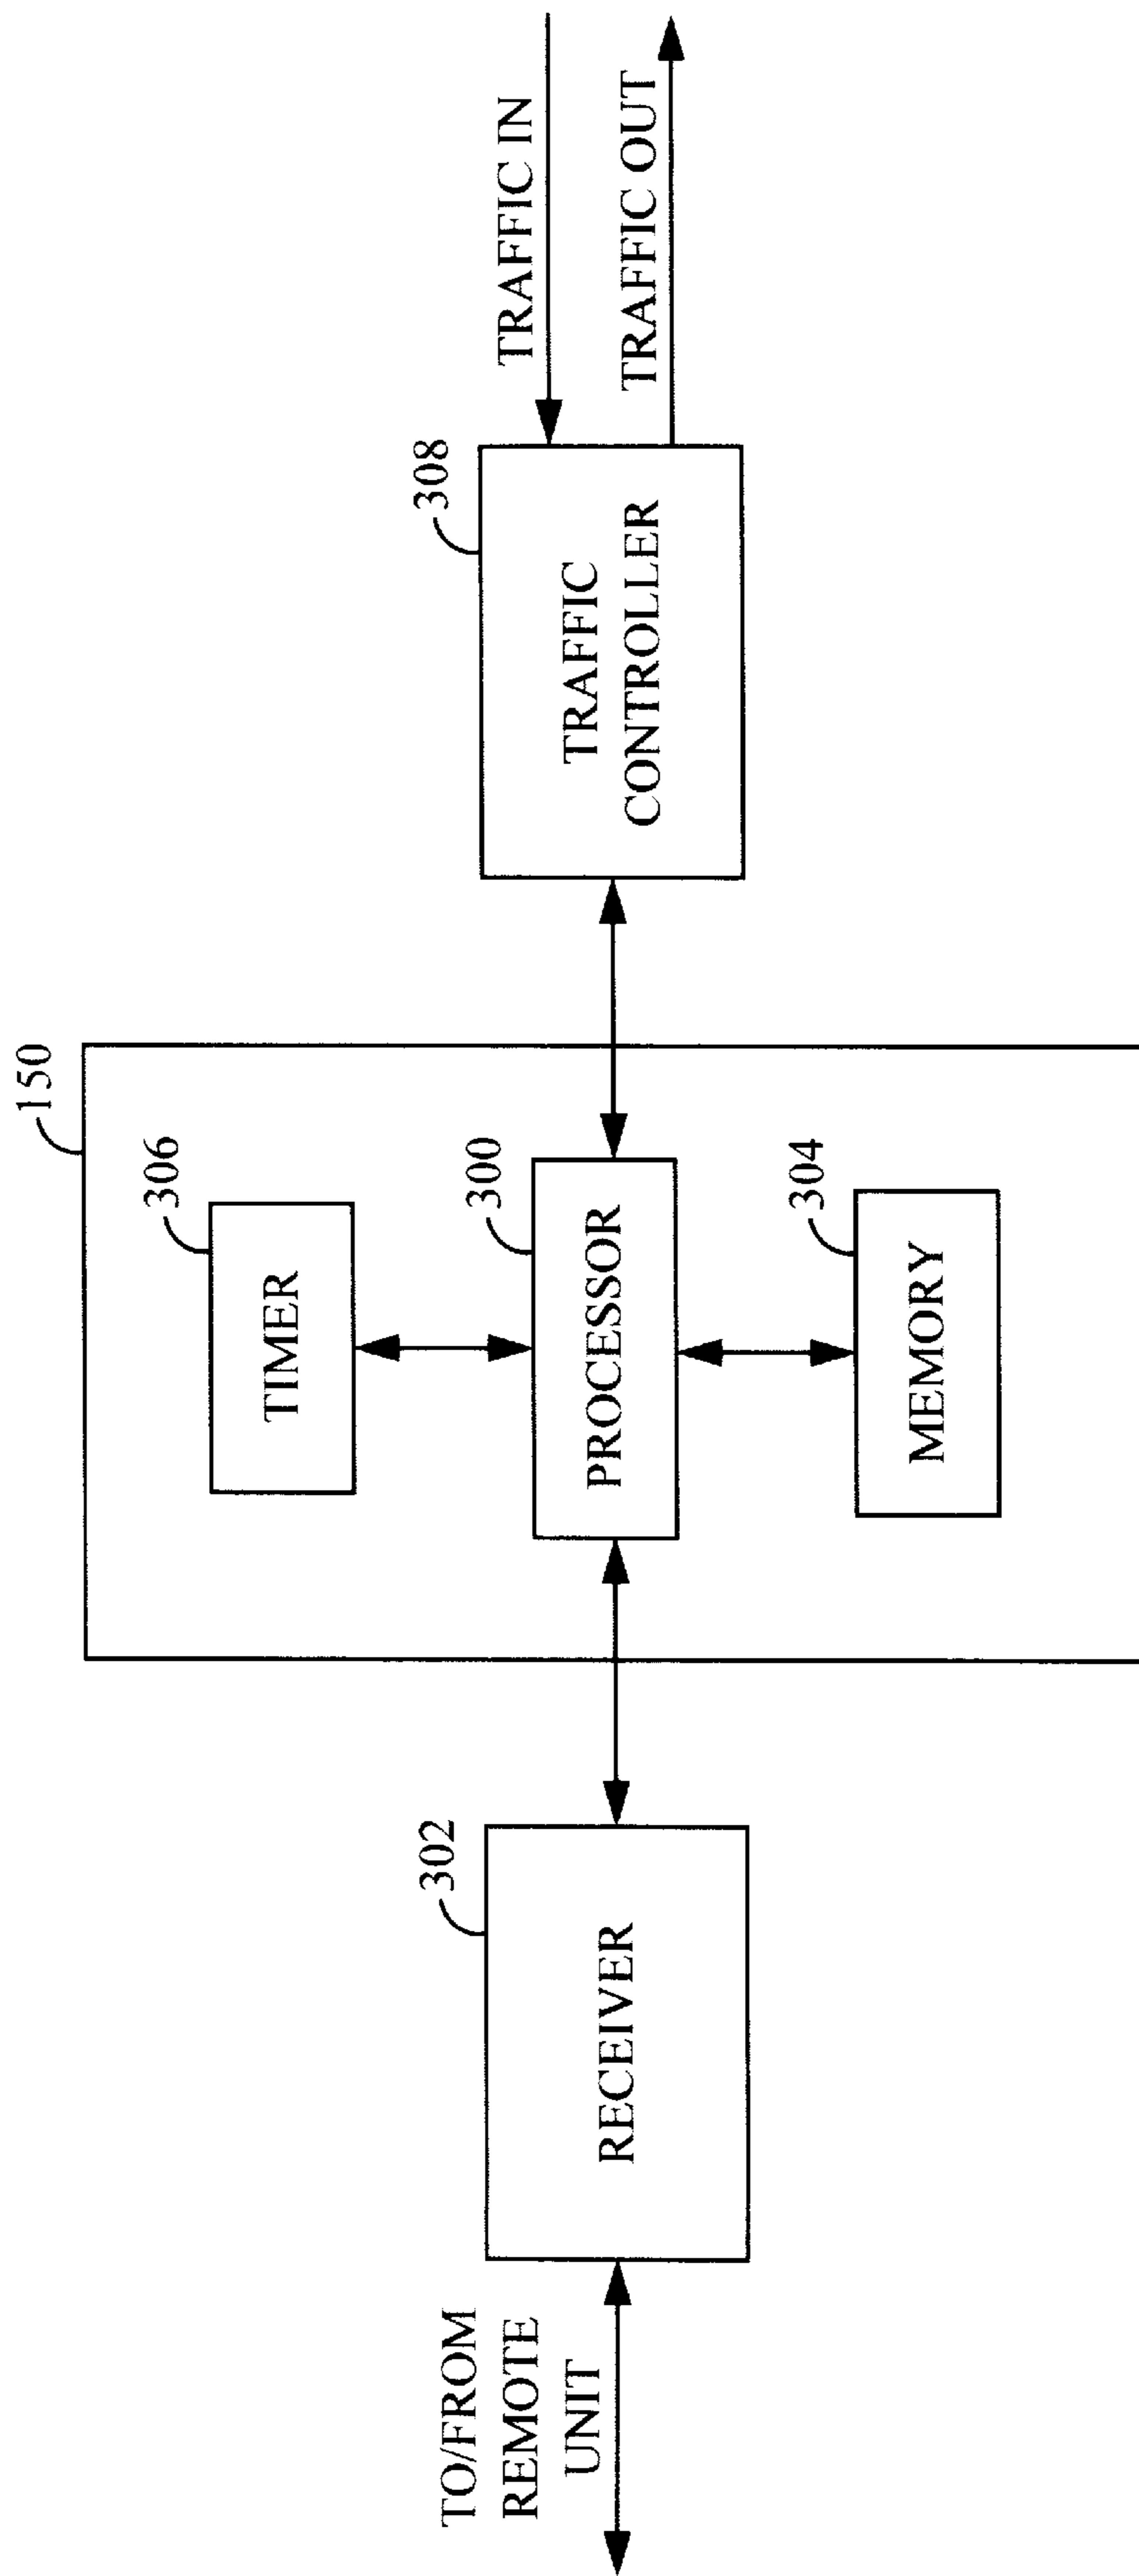 TO/FROM
REMOTE
UNIT
302
RECEIVER
150
306
TIMER
300
PROCESSOR
304
MEMORY
308
TRAFFIC
CONTROLLER
TRAFFIC IN
TRAFFIC OUT